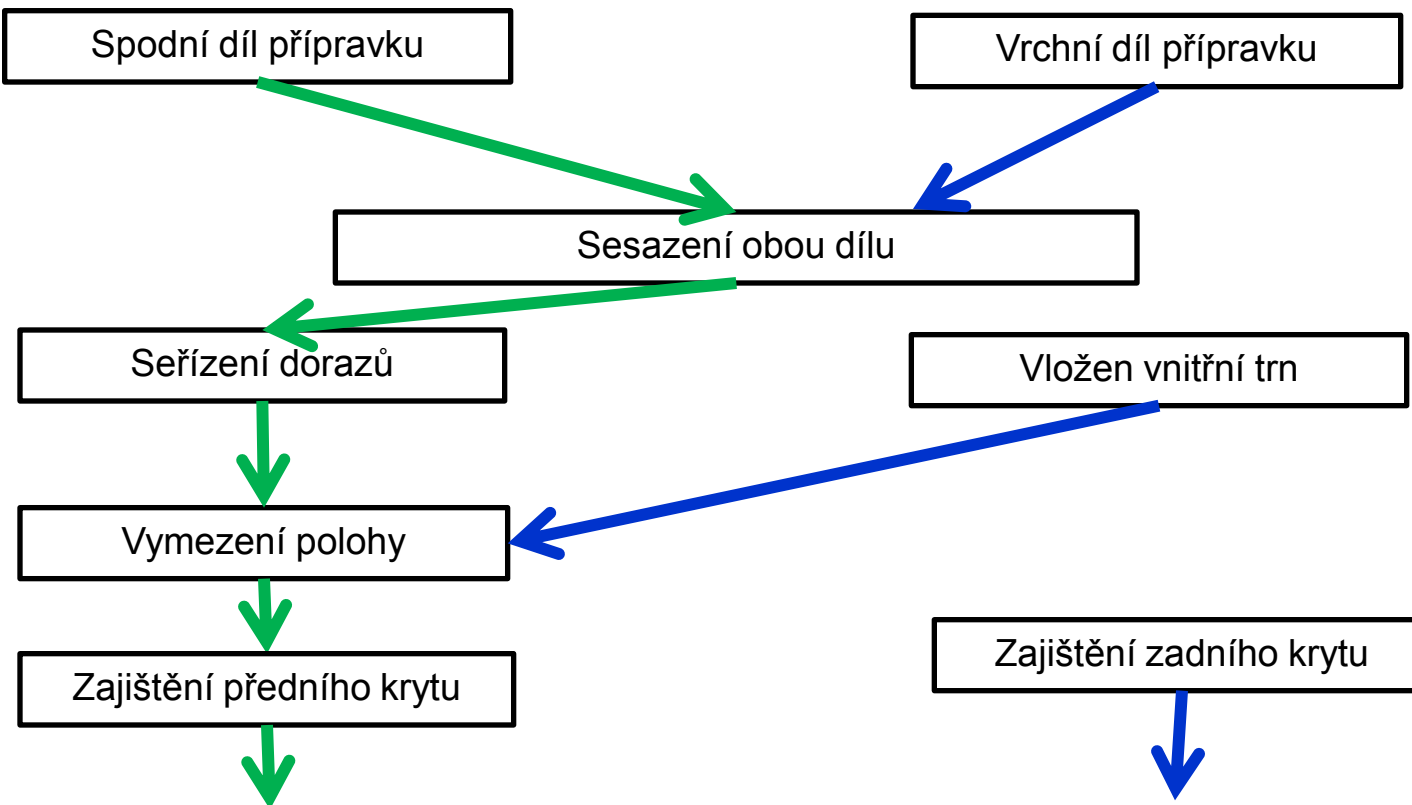 Spodní díl přípravku
Vrchní díl přípravku
Sesazení obou dílu
Seřízení dorazů
Vložen vnitřní trn
Vymezení polohy
Zajištění předního krytu
Zajištění zadního krytu